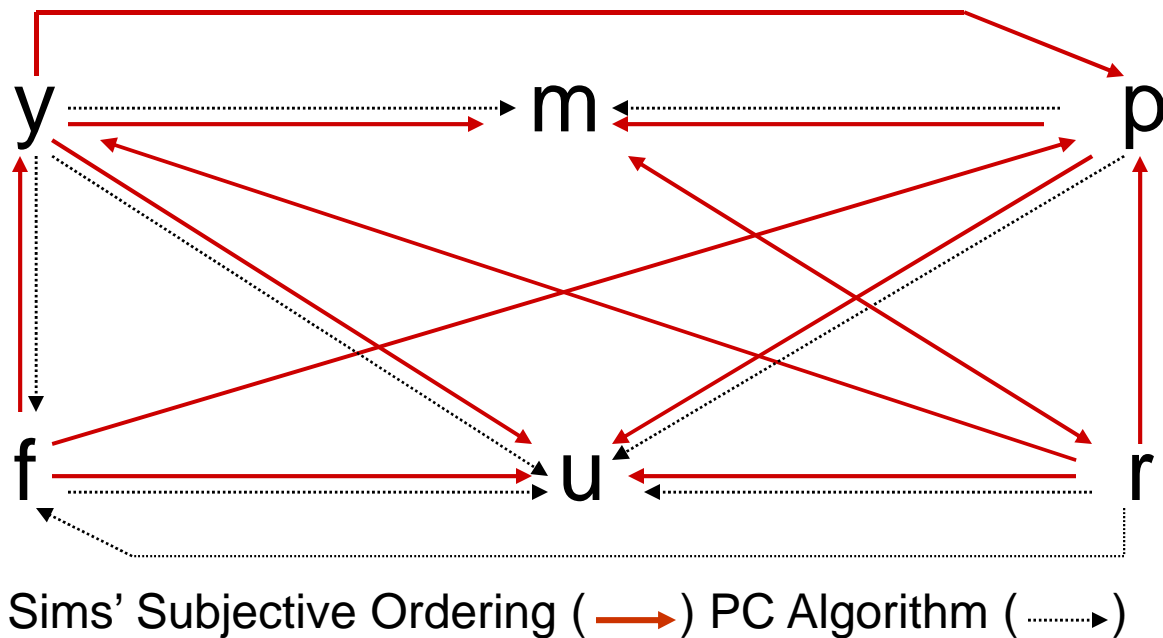 y m p
f u r
Sims’ Subjective Ordering ( ) PC Algorithm ( )